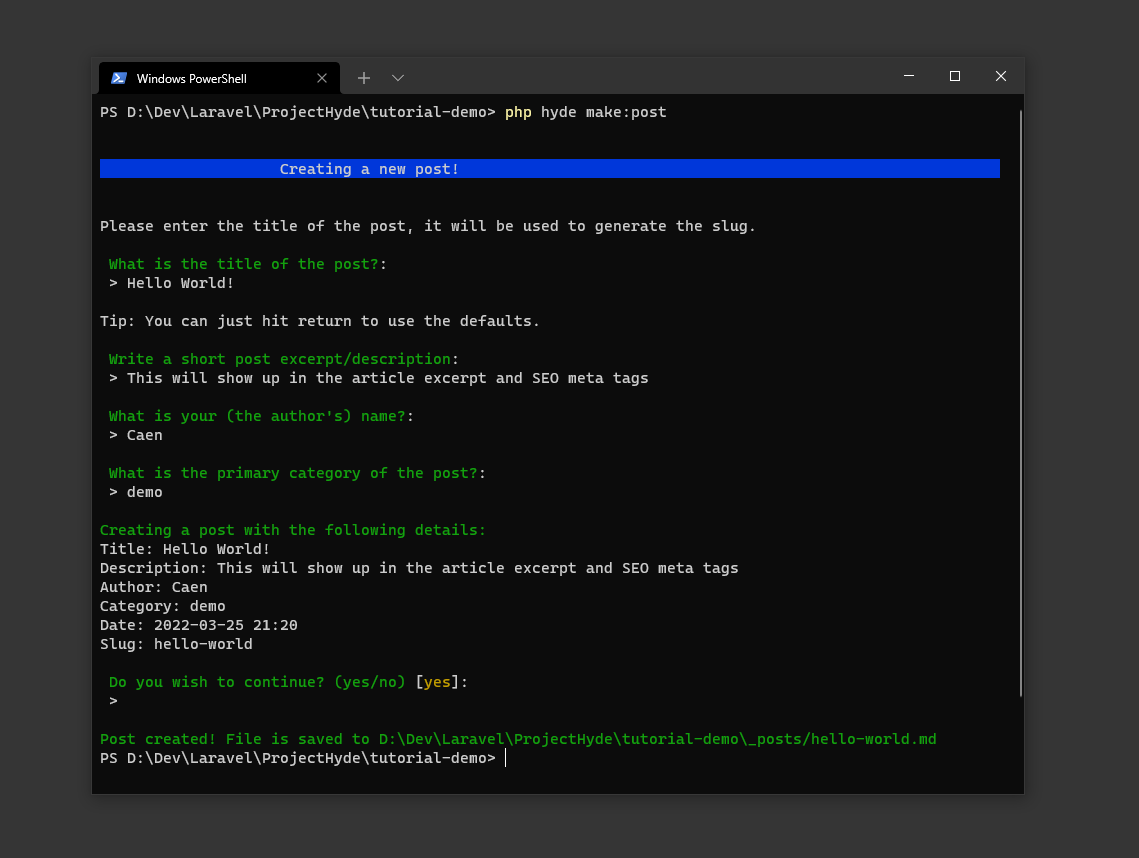 Windows PowerShell
PS D:\Dev\Laravel\ProjectHyde\tutorial-demo> php hyde make:post
Creating a new post!
Please enter the title of the post, it will be used to generate the slug.
What is the title of the post?:
> Hello World!
Tip: You can just hit return to use the defaults.
Write a short post excerpt/description:
> This will show up in the article excerpt and SEO meta tags
What is your (the author's) name?:
> Caen
What is the primary category of the post?:
> demo
Creating a post with the following details:
Title: Hello World!
Description: This will show up in the article excerpt and SEO meta tags
Author: Caen
Category: demo
Date: 2022-03-25 21:20
Slug: hello-world
Do you wish to continue? (yes/no) [yes]:
>
Post created! File is saved to D:\Dev\Laravel\ProjectHyde\tutorial-demo\_posts/hello-world.md
PS D:\Dev\Laravel\ProjectHyde\tutorial-demo>